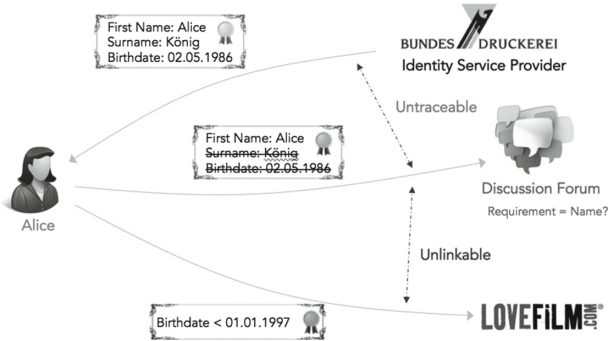 First Name: Alice
Surname: König
Birthdate: 02.05.1986
BUNDES DRUCKEREI
Identity Service Provider
Untraceable
First Name: Alice
Surname: König
Birthdate: 02.05.1986
Discussion Forum
Requirement = Name?
Alice
Unlinkable
Birthdate < 01.01.1997
LOVEFiLM.COM®